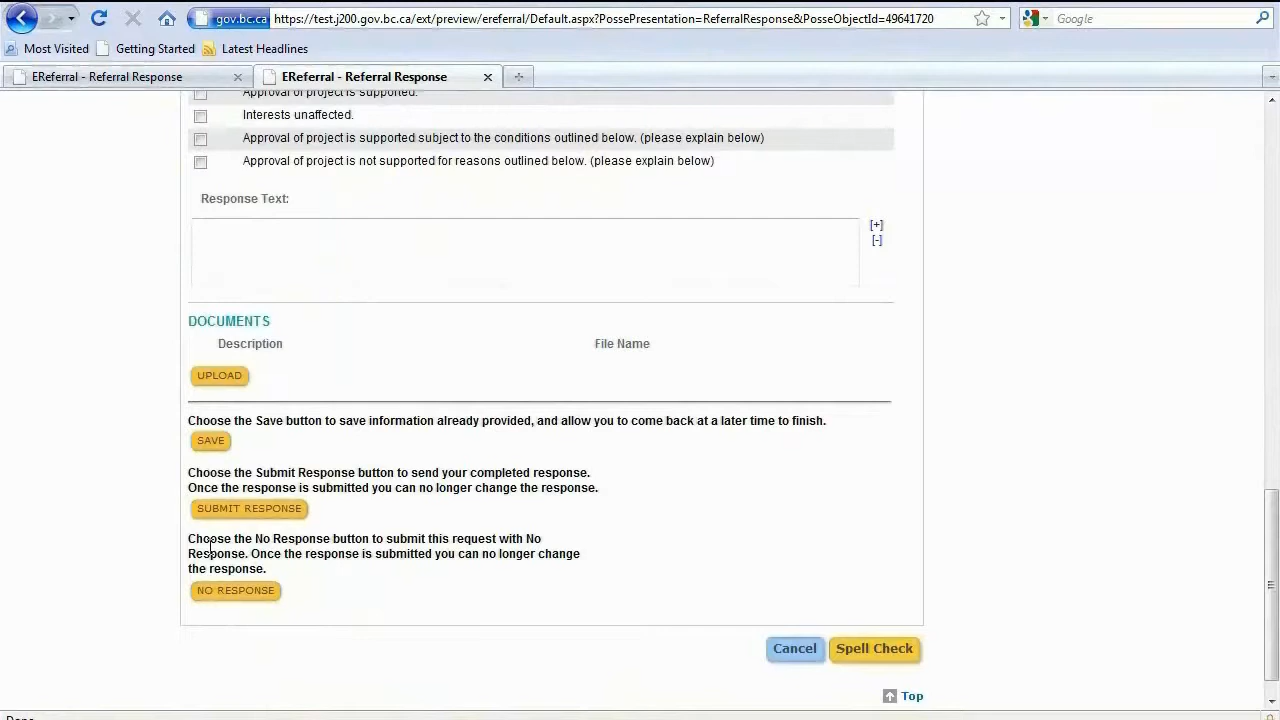 gov.bc.ca https://test.j200.gov.bc.ca/ext/preview/ereferral/Default.aspx?PossePresentation=ReferralResponse&PosseObjectId=49641720 Google
Most Visited Getting Started Latest Headlines
EReferral - Referral Response EReferral - Referral Response
Approval of project is supported.
Interests unaffected.
Approval of project is supported subject to the conditions outlined below. (please explain below)
Approval of project is not supported for reasons outlined below. (please explain below)
Response Text:
[+]
[-]
DOCUMENTS
Description File Name
UPLOAD
Choose the Save button to save information already provided, and allow you to come back at a later time to finish.
SAVE
Choose the Submit Response button to send your completed response.
Once the response is submitted you can no longer change the response.
SUBMIT RESPONSE
Choose the No Response button to submit this request with No
Response. Once the response is submitted you can no longer change
the response.
NO RESPONSE
Cancel Spell Check
Top